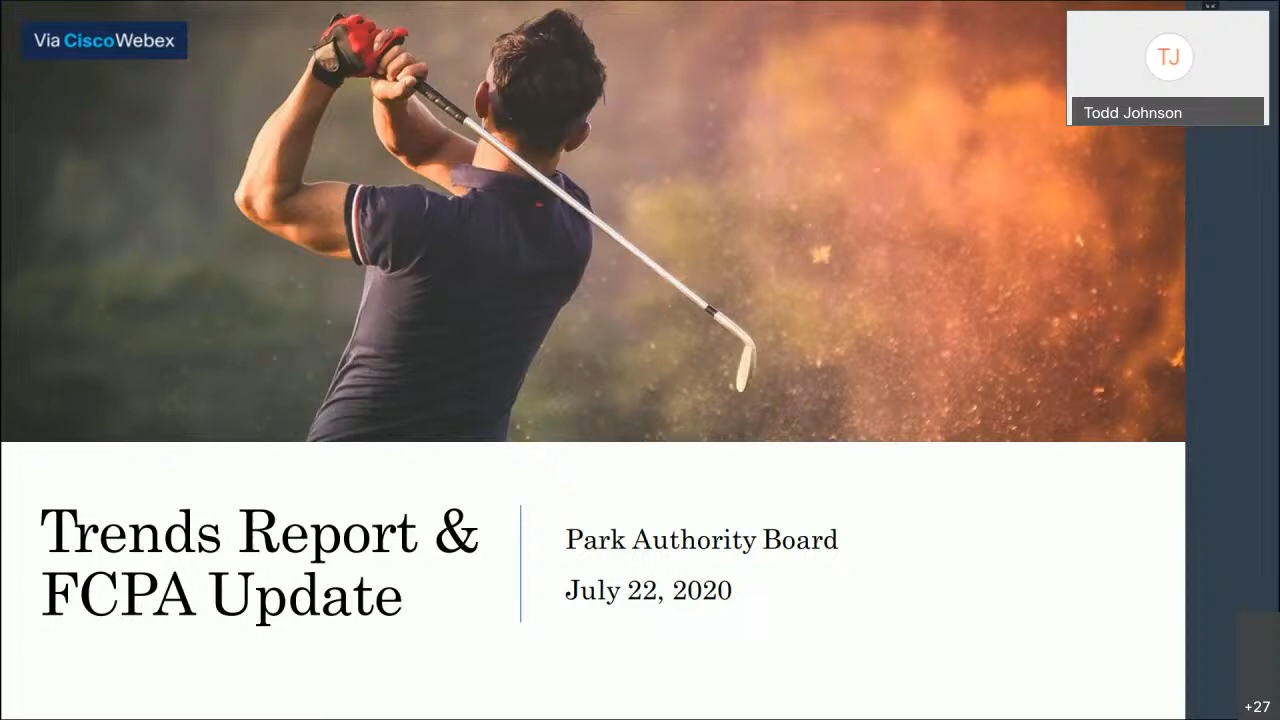 Via CiscoWebex
TJ
Todd Johnson
Trends Report &
FCPA Update
Park Authority Board
July 22, 2020
+27